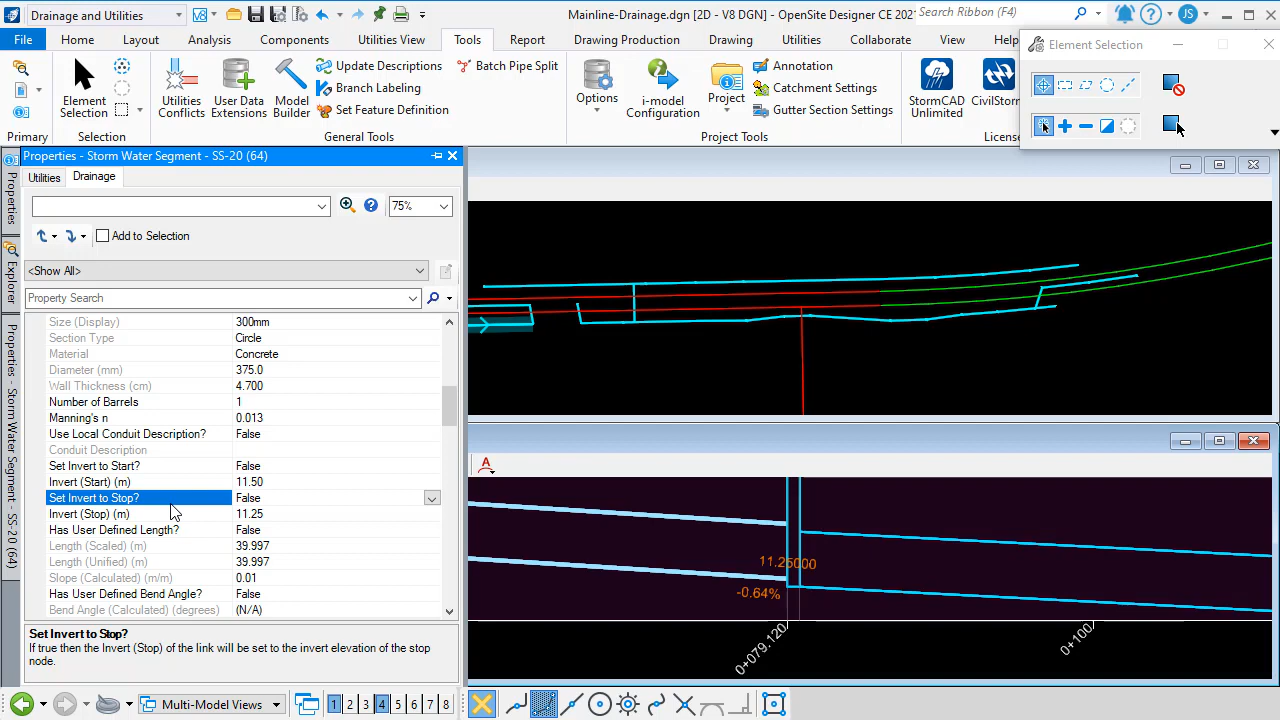 Drainage and Utilities
Mainline-Drainage.dgn [2D - V8 DGN] - OpenSite Designer CE 202
Search Ribbon (F4)
JS
File
Home
Layout
Analysis
Components
Utilities View
Tools
Report
Drawing Production
Drawing
Utilities
Collaborate
View
Element Selection
Primary
Element Selection
Selection
Utilities Conflicts
User Data Extensions
Model Builder
Update Descriptions
Branch Labeling
Set Feature Definition
Batch Pipe Split
General Tools
Options
i-model Configuration
Project
Annotation
Catchment Settings
Gutter Section Settings
Project Tools
StormCAD Unlimited
Properties - Storm Water Segment - SS-20 (64)
Utilities
Drainage
75%
Add to Selection
<Show All>
Property Search
Size (Display) 300mm
Section Type Circle
Material Concrete
Diameter (mm) 375.0
Wall Thickness (cm) 4.700
Number of Barrels 1
Manning's n 0.013
Use Local Conduit Description? False
Conduit Description
Set Invert to Start? False
Invert (Start) (m) 11.50
Set Invert to Stop? False
Invert (Stop) (m) 11.25
Has User Defined Length? False
Length (Scaled) (m) 39.997
Length (Unified) (m) 39.997
Slope (Calculated) (m/m) 0.01
Has User Defined Bend Angle? False
Bend Angle (Calculated) (degrees) (N/A)
Set Invert to Stop?
If true then the Invert (Stop) of the link will be set to the invert elevation of the stop
node.
Properties
Explorer
Properties - Storm Water Segment - SS-20 (64)
A
11.25000
-0.64%
0+079.120
0+100
Multi-Model Views
1 2 3 4 5 6 7 8